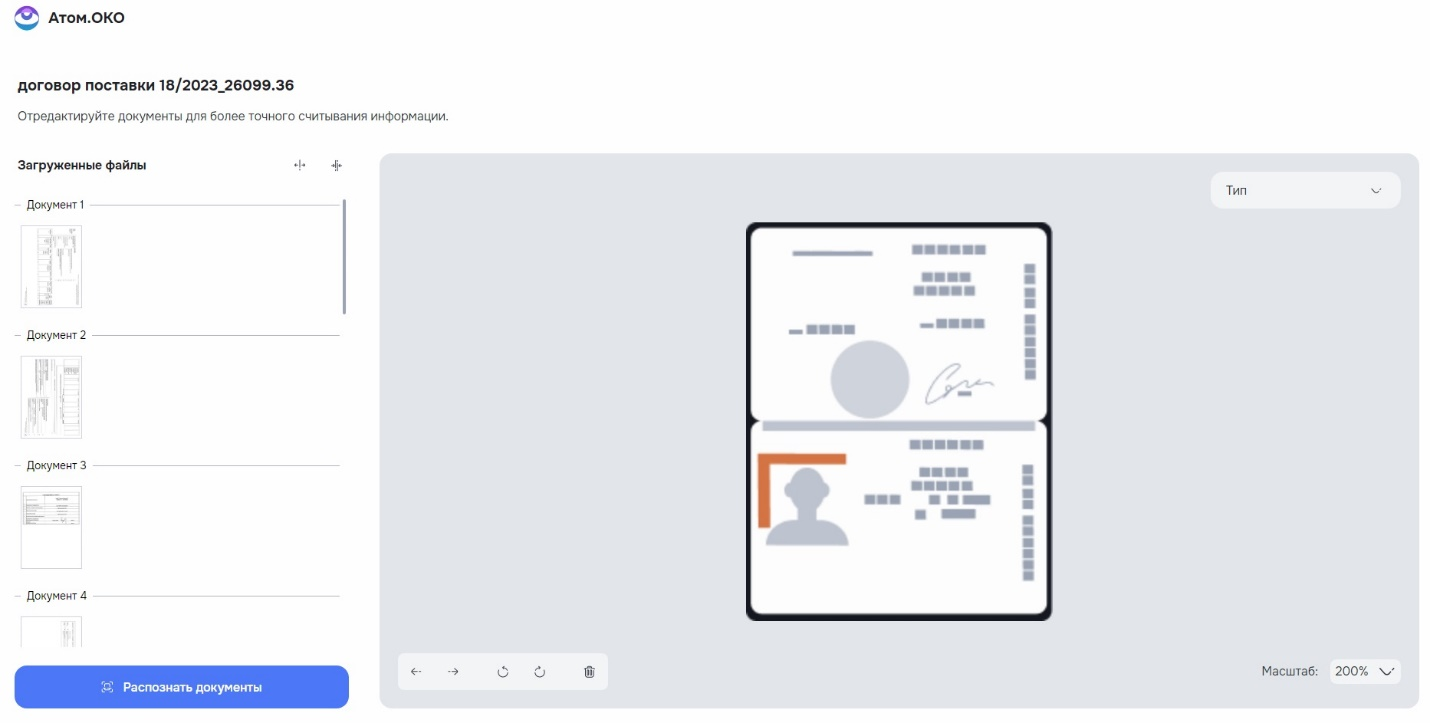 Атом.ОКО
договор поставки 18/2023_26099.36
Отредактируйте документы для более точного считывания информации.
Загруженные файлы
Документ 1
Документ 2
Документ 3
Документ 4
Распознать документы
Тип
Масштаб: 200%